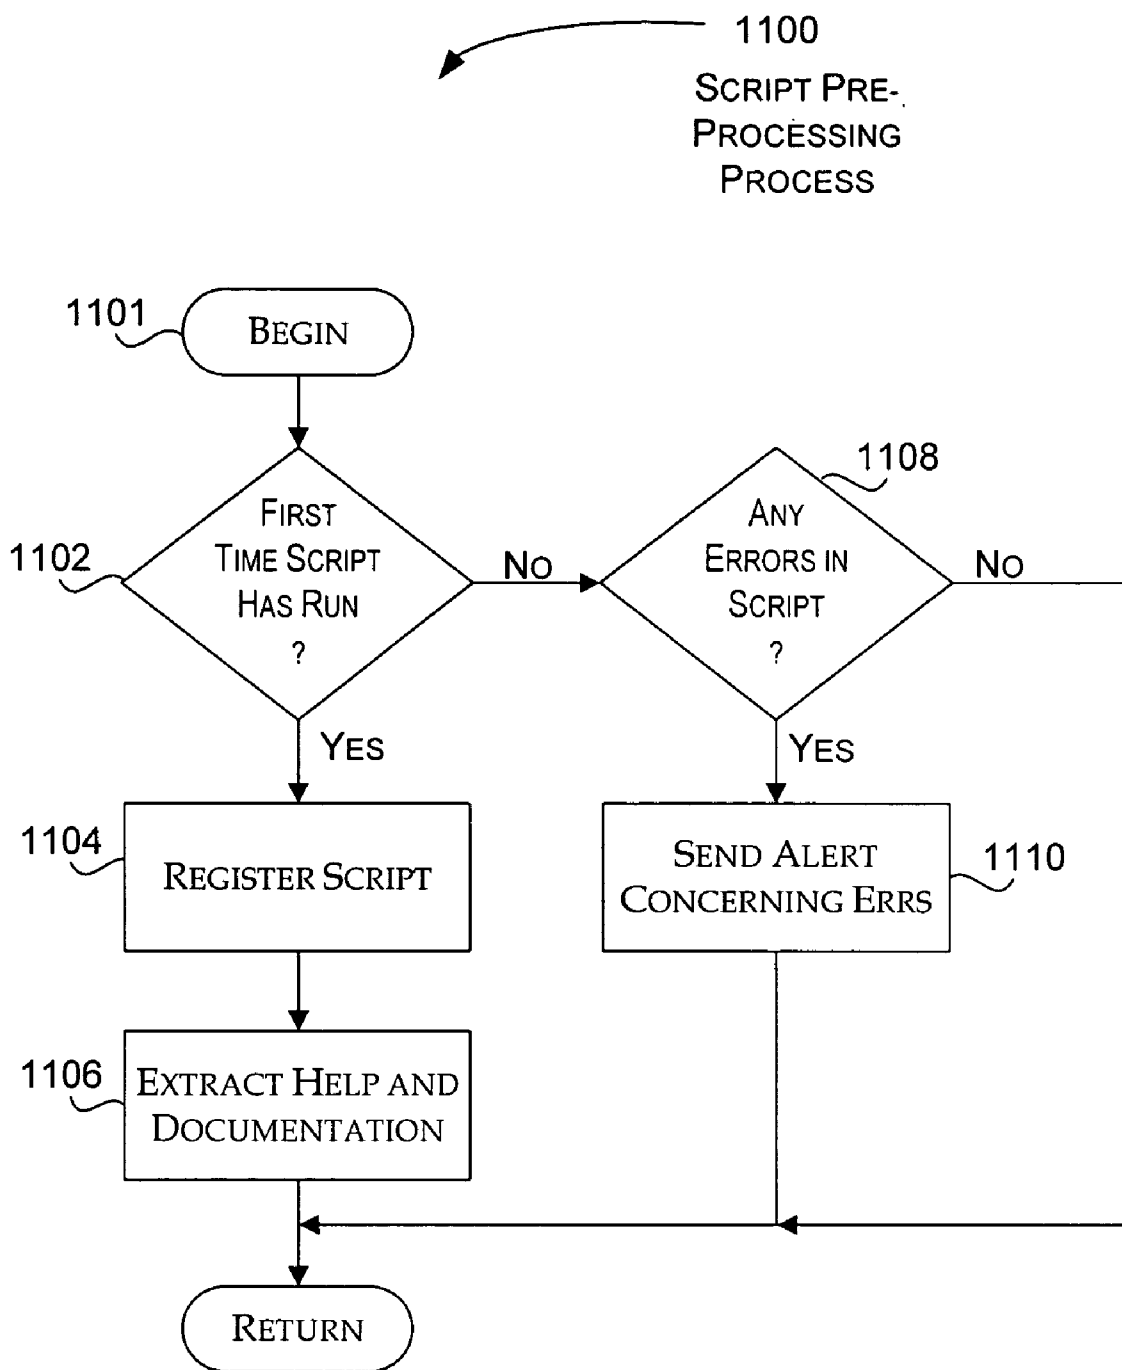 1100
SCRIPT PRE-
PROCESSING
PROCESS
1101
BEGIN
1102
FIRST
TIME SCRIPT
HAS RUN
?
NO
1108
ANY
ERRORS IN
SCRIPT
?
NO
YES
YES
1104
REGISTER SCRIPT
SEND ALERT
CONCERNING ERRS
1110
1106
EXTRACT HELP AND
DOCUMENTATION
RETURN